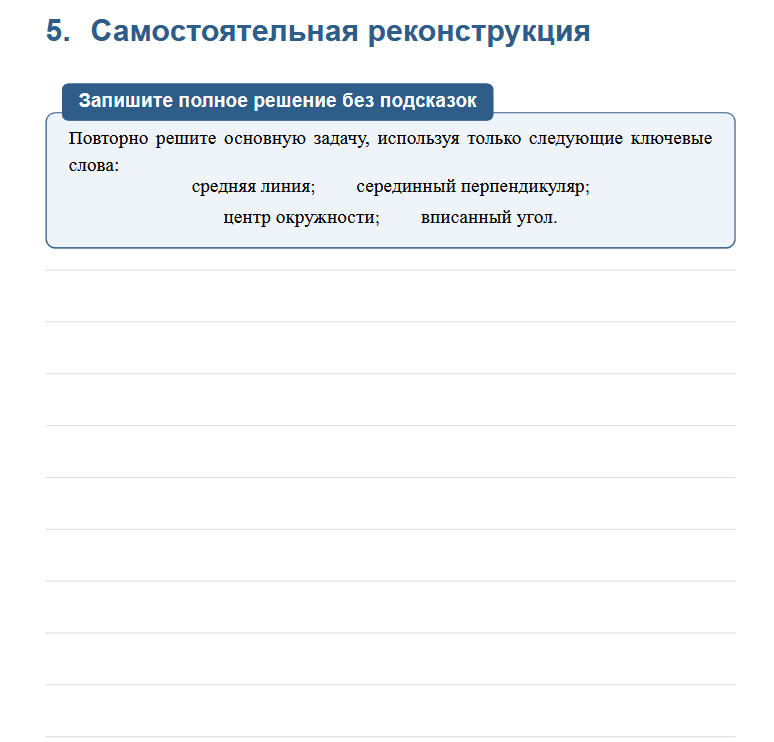 5. Самостоятельная реконструкция
Запишите полное решение без подсказок
Повторно решите основную задачу, используя только следующие ключевые
слова:
средняя линия; серединный перпендикуляр;
центр окружности; вписанный угол.